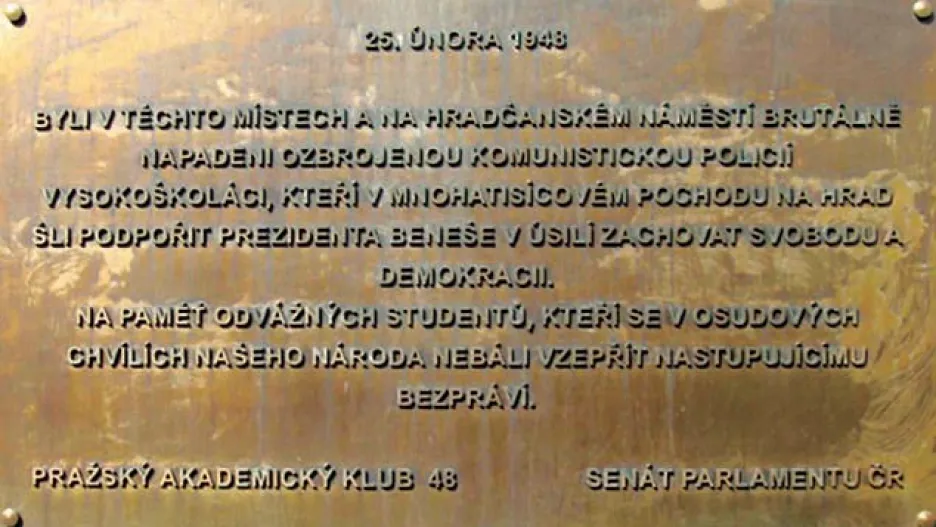 25. ÚNORA 1948
BYLI V TĚCHTO MÍSTECH A NA HRADČANSKÉM NÁMĚSTÍ BRUTÁLNĚ
NAPADENI OZBROJENOU KOMUNISTICKOU POLICIÍ
VYSOKOŠKOLÁCI, KTEŘÍ V MNOHATISÍCOVÉM POCHODU NA HRAD
ŠLI PODPOŘIT PREZIDENTA BENEŠE V ÚSILÍ ZACHOVAT SVOBODU A
DEMOKRACII.
NA PAMĚŤ ODVÁŽNÝCH STUDENTŮ, KTEŘÍ SE V OSUDOVÝCH
CHVÍLÍCH NAŠEHO NÁRODA NEBÁLI VZEPŘÍT NASTUPUJÍCÍMU
BEZPRÁVÍ.
PRAŽSKÝ AKADEMICKÝ KLUB 48 SENÁT PARLAMENTU ČR